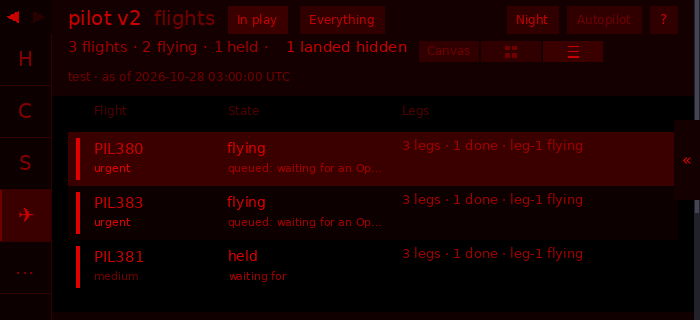 ◀ ▶ pilot v2 flights In play Everything Night Autopilot ?
3 flights · 2 flying · 1 held · 1 landed hidden Canvas
test · as of 2026-10-28 03:00:00 UTC
H
C
S
✈
...
Flight State Legs
PIL380 flying 3 legs · 1 done · leg-1 flying
urgent queued: waiting for an Op...
«
PIL383 flying 3 legs · 1 done · leg-1 flying
urgent queued: waiting for an Op...
PIL381 held 3 legs · 1 done · leg-1 flying
medium waiting for